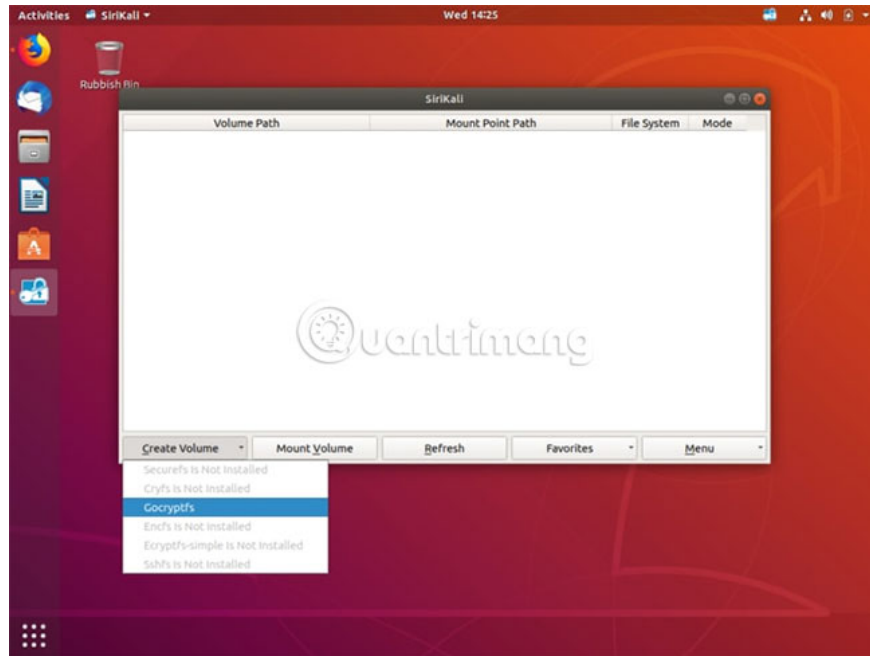 Activities SiriKali Wed 14:25
Rubbish Bin
SiriKali
Volume Path Mount Point Path File System Mode
Quantrimang
Create Volume Mount Volume Refresh Favorites Menu
Securefs Is Not Installed
Cryfs Is Not Installed
Gocryptfs
Encfs Is Not Installed
Ecryptfs-simple Is Not Installed
Sshfs Is Not Installed